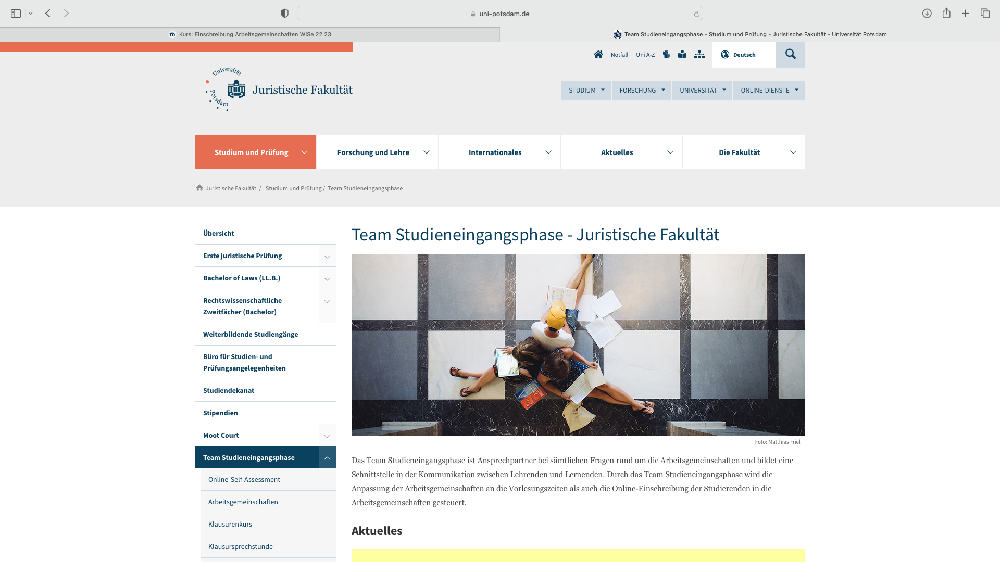 uni-potsdam.de
Kurs: Einschreibung Arbeitsgemeinschaften WiSe 22 23
Team Studieneingangsphase - Studium und Prüfung - Juristische Fakultät - Universität Potsdam
Notfall
Uni A-Z
Deutsch
Universität
Potsdam
Juristische Fakultät
STUDIUM
FORSCHUNG
UNIVERSITÄT
ONLINE-DIENSTE
Studium und Prüfung
Forschung und Lehre
Internationales
Aktuelles
Die Fakultät
Juristische Fakultät / Studium und Prüfung / Team Studieneingangsphase
Übersicht
Erste juristische Prüfung
Bachelor of Laws (LL.B.)
Rechtswissenschaftliche
Zweitfächer (Bachelor)
Weiterbildende Studiengänge
Büro für Studien- und
Prüfungsangelegenheiten
Studiendekanat
Stipendien
Moot Court
Team Studieneingangsphase
Online-Self-Assessment
Arbeitsgemeinschaften
Klausurenkurs
Klausursprechstunde
Team Studieneingangsphase - Juristische Fakultät
Foto: Matthias Friel
Das Team Studieneingangsphase ist Ansprechpartner bei sämtlichen Fragen rund um die Arbeitsgemeinschaften und bildet eine
Schnittstelle in der Kommunikation zwischen Lehrenden und Lernenden. Durch das Team Studieneingangsphase wird die
Anpassung der Arbeitsgemeinschaften an die Vorlesungszeiten als auch die Online-Einschreibung der Studierenden in die
Arbeitsgemeinschaften gesteuert.
Aktuelles